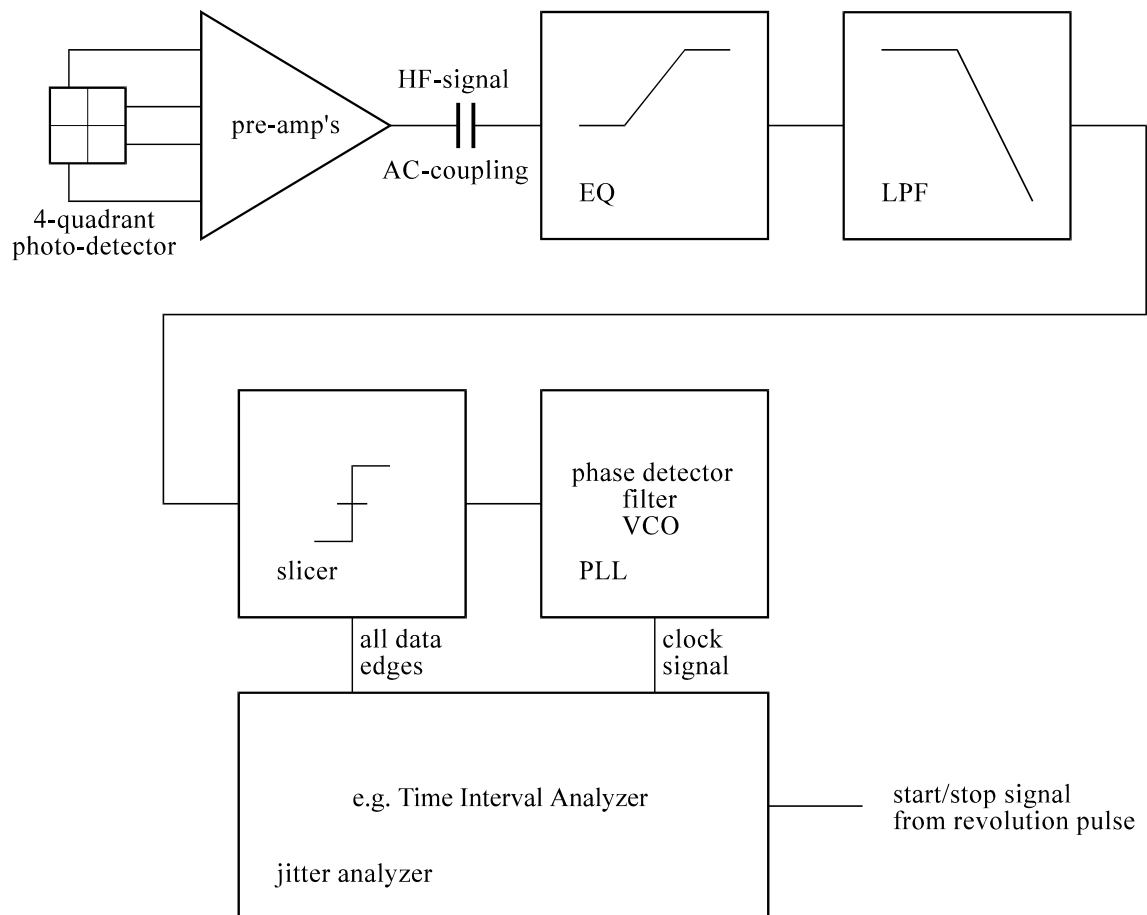 HF-signal
pre-amp's
AC-coupling
EQ
LPF
4-quadrant
photo-detector
phase detector
filter
VCO
slicer
PLL
all data
edges
clock
signal
e.g. Time Interval Analyzer
start/stop signal
from revolution pulse
jitter analyzer